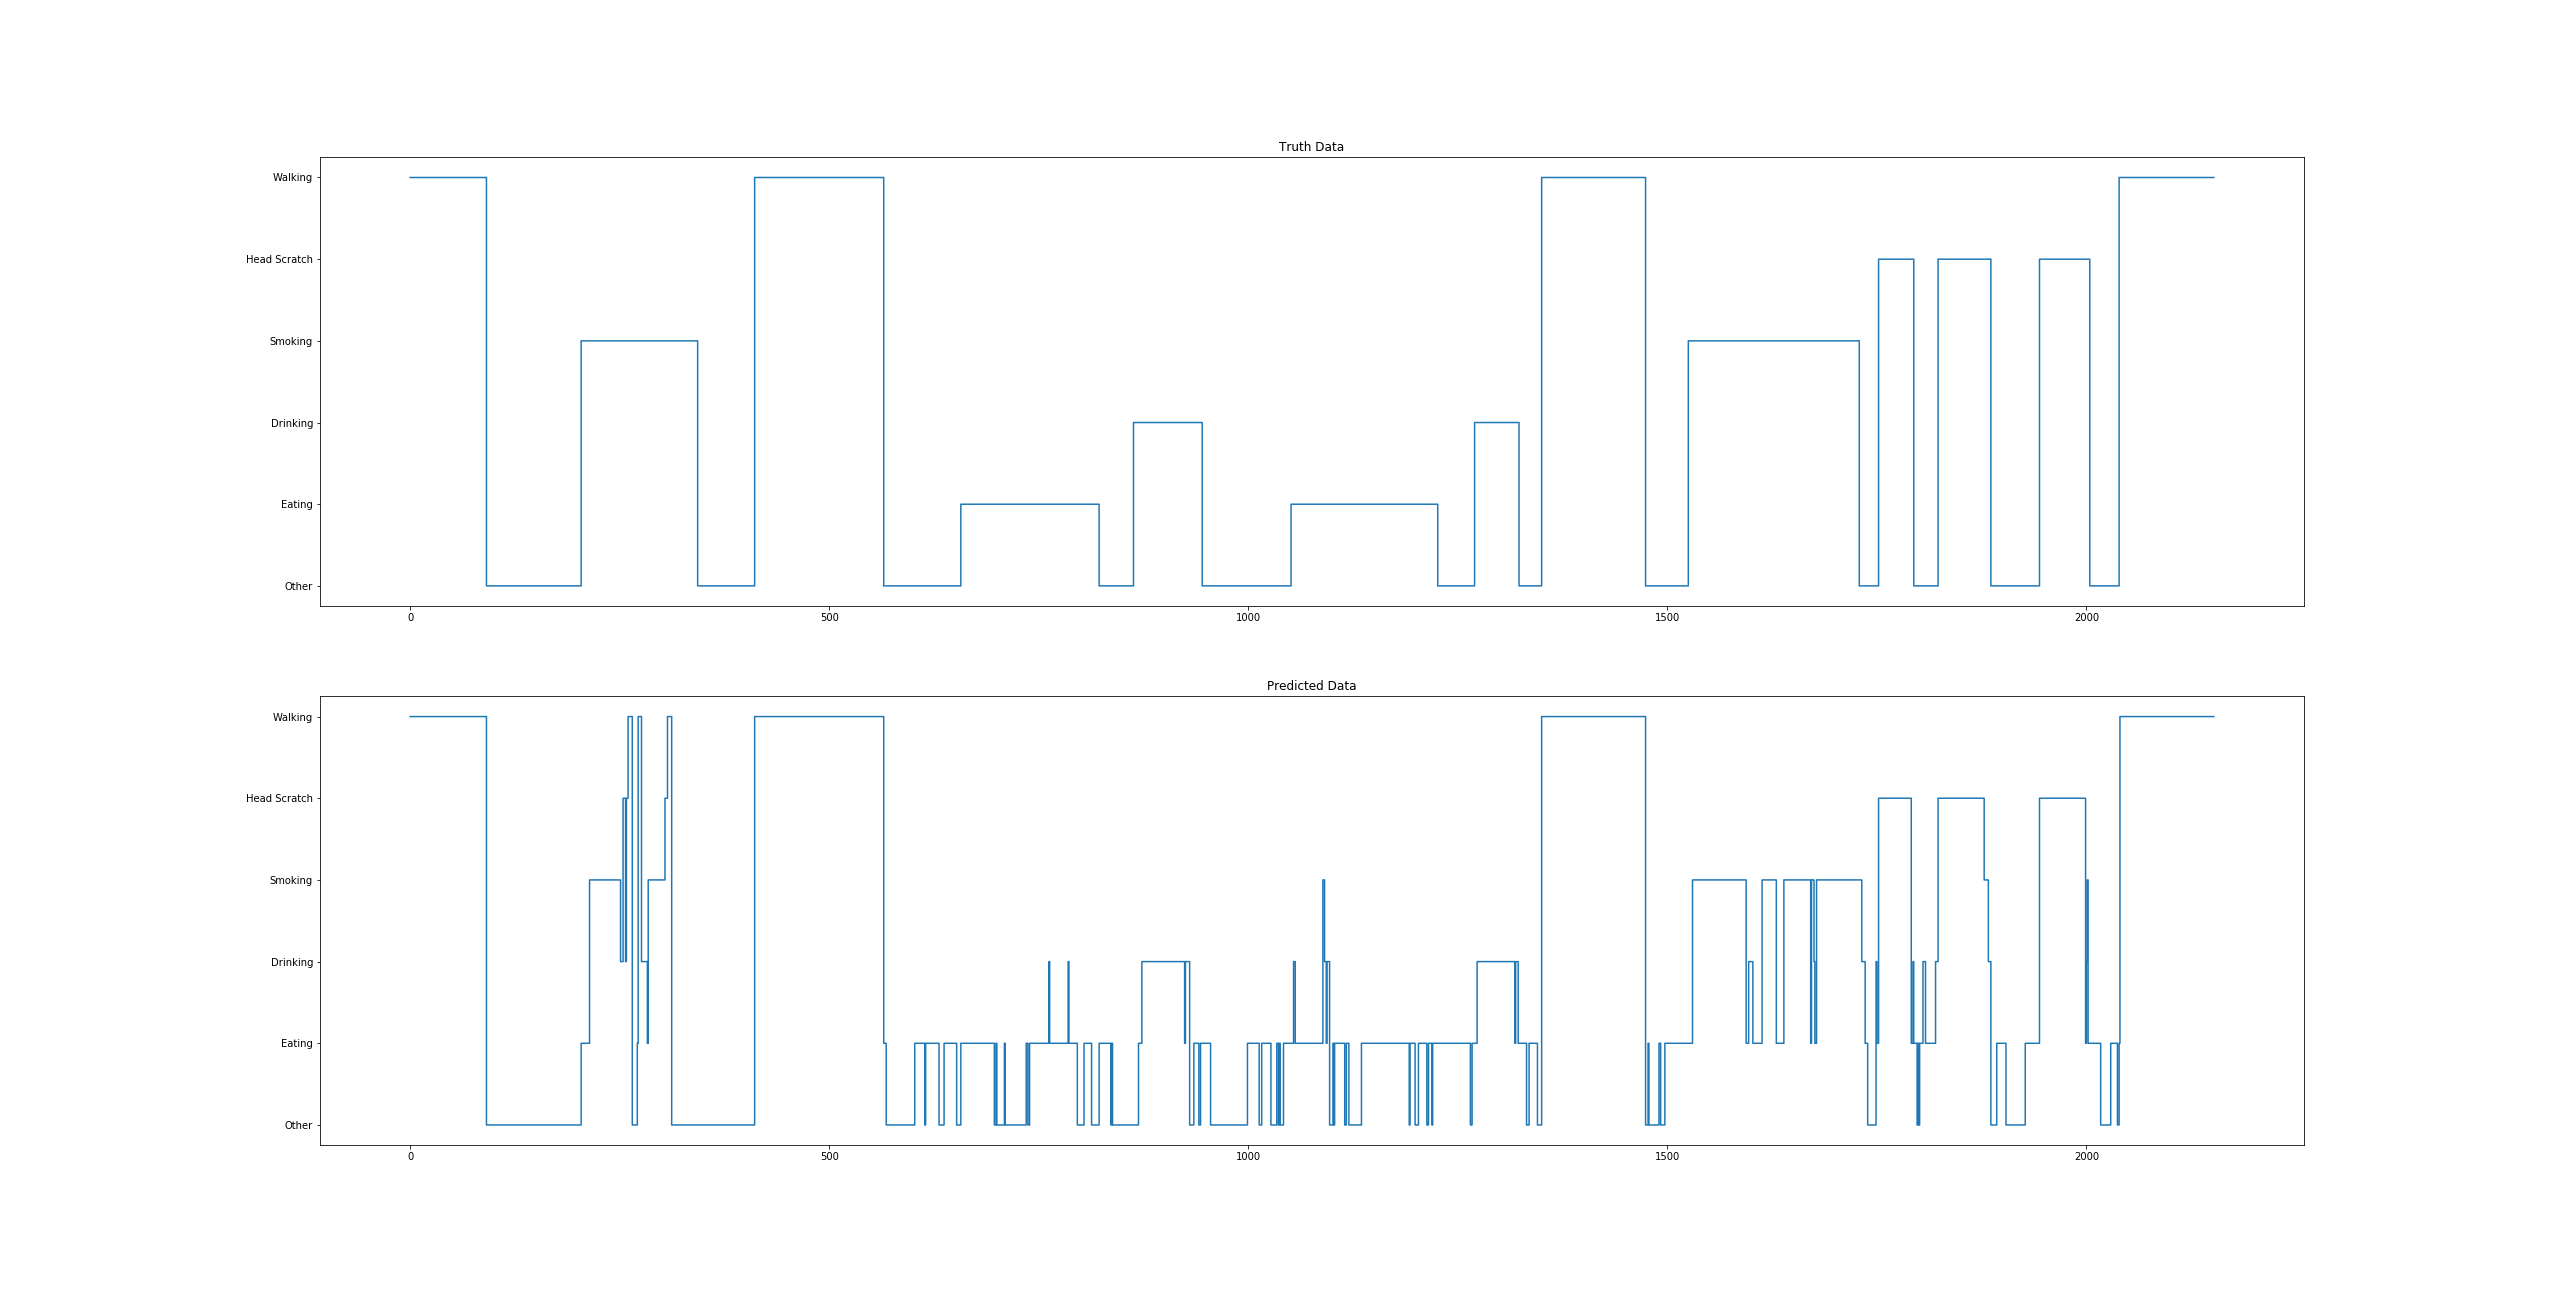 Truth Data
Walking
Head Scratch
Smoking
Drinking
Eating
Other
0 500 1000 1500 2000
Predicted Data
Walking
Head Scratch
Smoking
Drinking
Eating
Other
0 500 1000 1500 2000